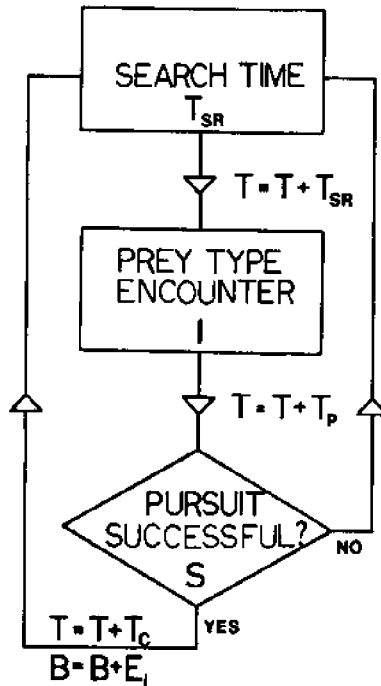 SEARCH TIME
T_SR
T = T + T_SR
PREY TYPE
ENCOUNTER
I
T = T + T_P
PURSUIT
SUCCESSFUL?
S
NO
YES
T = T + T_C
B = B + E_I